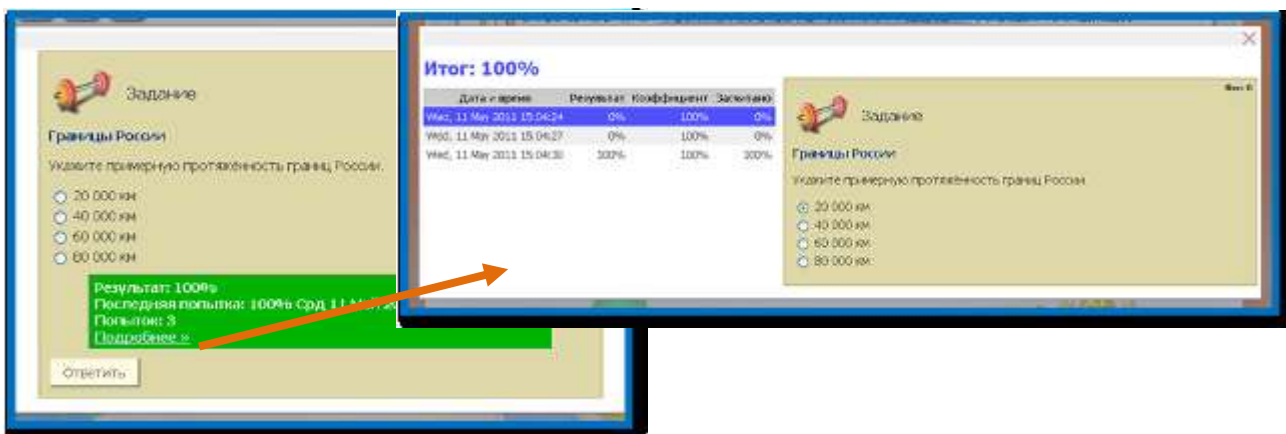 Задание
Границы России
Укажите примерную протяжённость границ России.
20 000 км
40 000 км
60 000 км
80 000 км
Результат: 100%
Последняя попытка: 100% Срд 11
Попыток: 3
Подробнее »
Ответить
Итог: 100%
Дата и время Результат Коэффициент Засчитано
Wed, 11 May 2011 15:04:24 0% 100% 0%
Wed, 11 May 2011 15:04:27 0% 100% 0%
Wed, 11 May 2011 15:04:30 100% 100% 100%
Задание
Границы России
Укажите примерную протяжённость границ России
20 000 км
40 000 км
60 000 км
80 000 км